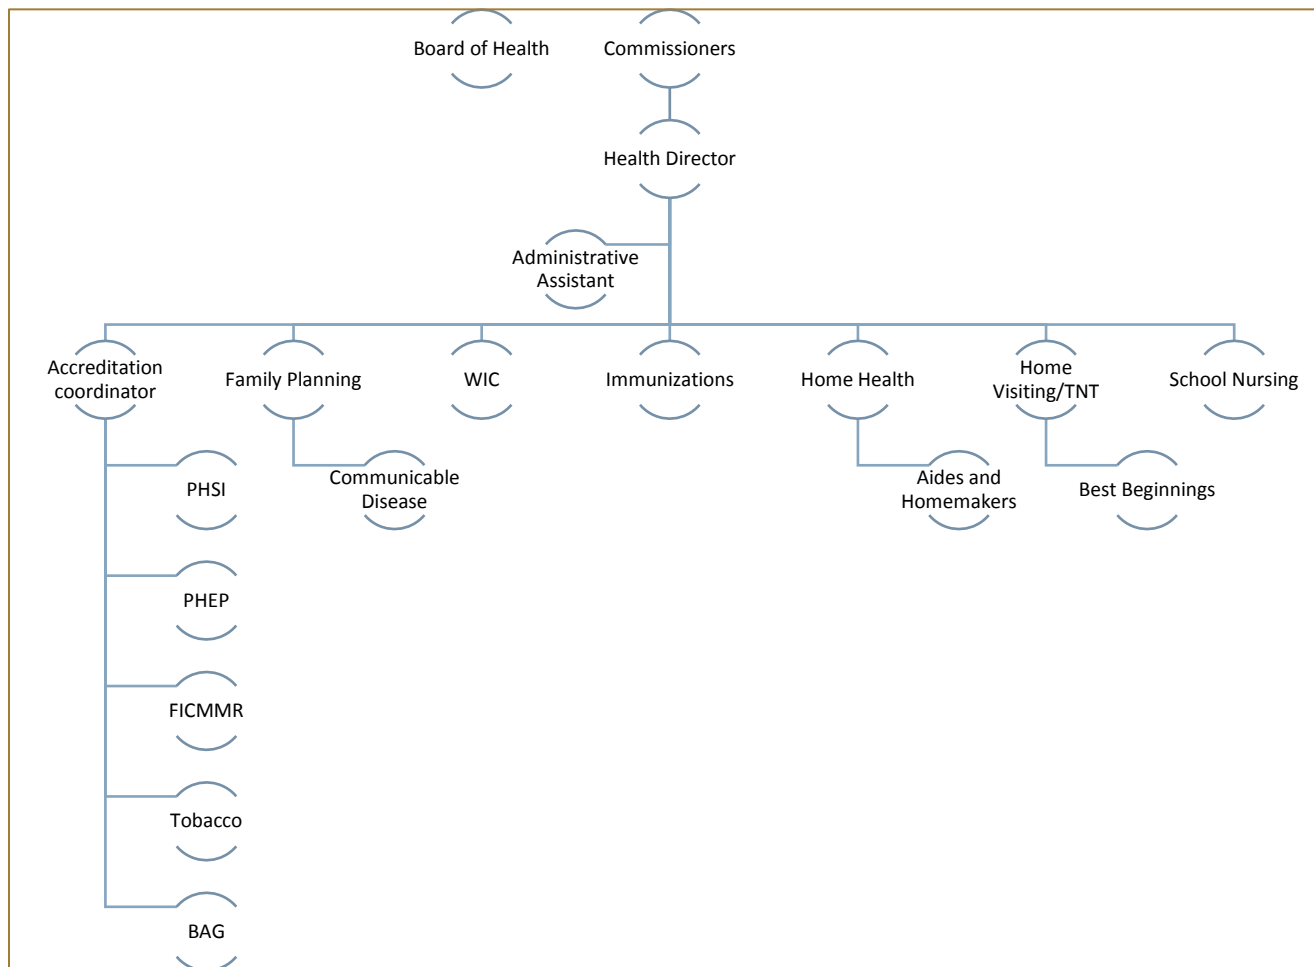 Board of Health
Commissioners
Health Director
Administrative
Assistant
Accreditation
coordinator
Family Planning
WIC
Immunizations
Home Health
Home
Visiting/TNT
School Nursing
PHSI
Communicable
Disease
Aides and
Homemakers
Best Beginnings
PHEP
FICMMR
Tobacco
BAG